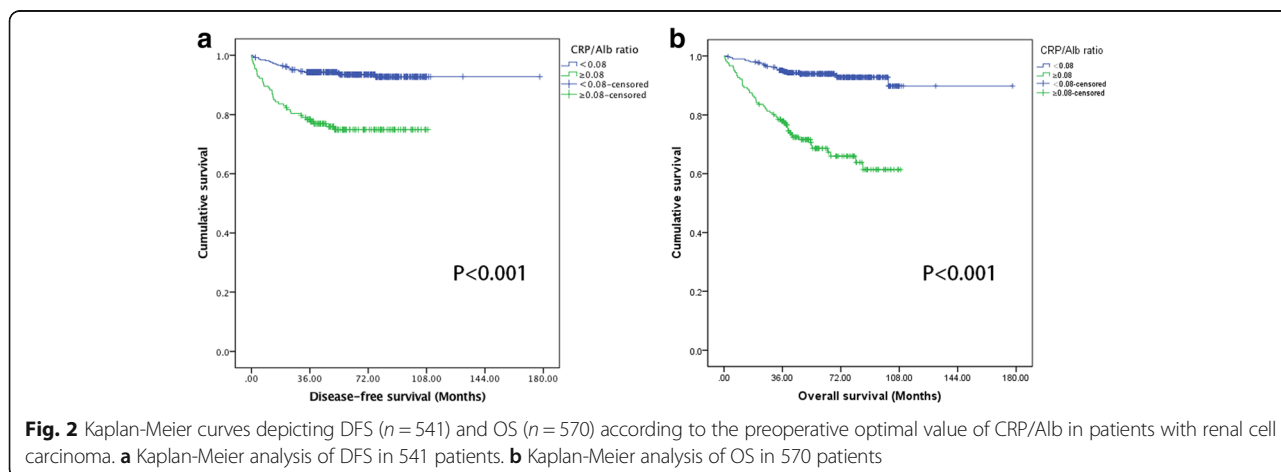 a
CRP/Alb ratio
<0.08
≥0.08
<0.08-censored
≥0.08-censored
1.0
0.8
0.6
0.4
0.2
0.0
Cumulative survival
P<0.001
.00 36.00 72.00 108.00 144.00 180.00
Disease-free survival (Months)
b
CRP/Alb ratio
<0.08
≥0.08
<0.08-censored
≥0.08-censored
1.0
0.8
0.6
0.4
0.2
0.0
Cumulative survival
P<0.001
.00 36.00 72.00 108.00 144.00 180.00
Overall survival (Months)
Fig. 2 Kaplan-Meier curves depicting DFS (n = 541) and OS (n = 570) according to the preoperative optimal value of CRP/Alb in patients with renal cell
carcinoma. a Kaplan-Meier analysis of DFS in 541 patients. b Kaplan-Meier analysis of OS in 570 patients